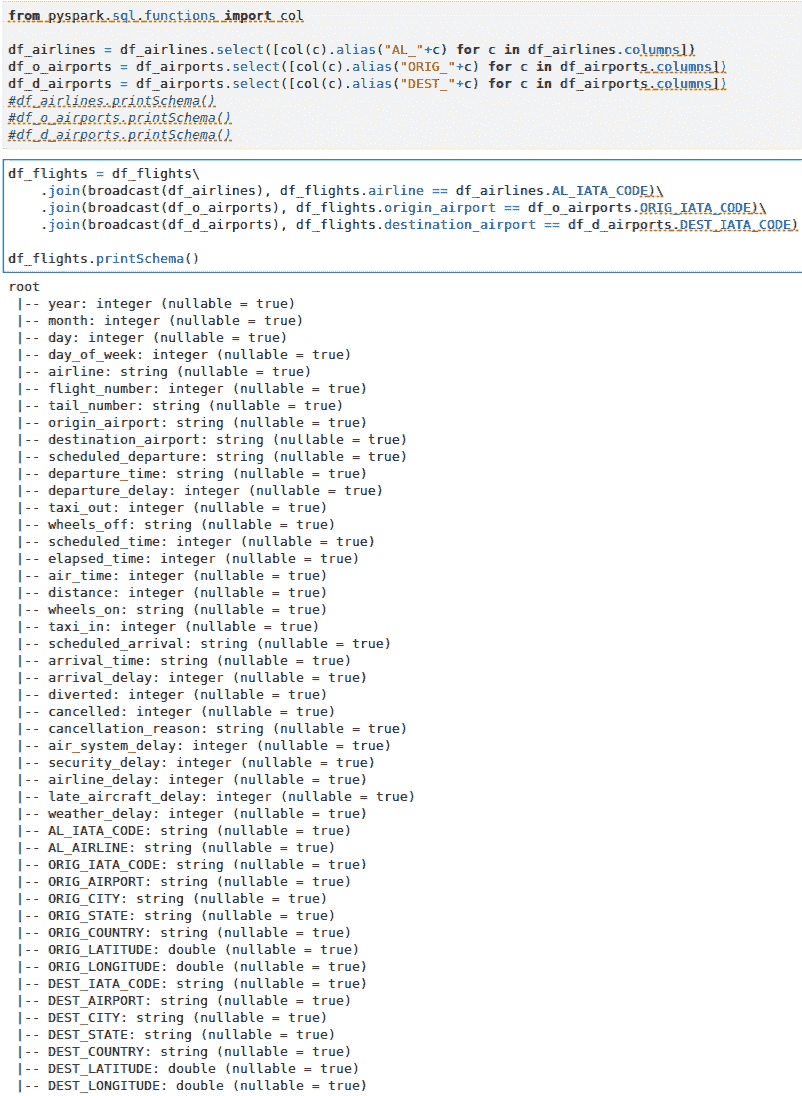 from pyspark.sql.functions import col
df_airlines = df_airlines.select([col(c).alias("AL_"+c) for c in df_airlines.columns])
df_o_airports = df_airports.select([col(c).alias("ORIG_"+c) for c in df_airports.columns])
df_d_airports = df_airports.select([col(c).alias("DEST_"+c) for c in df_airports.columns])
#df_airlines.printSchema()
#df_o_airports.printSchema()
#df_d_airports.printSchema()
df_flights = df_flights\
    .join(broadcast(df_airlines), df_flights.airline == df_airlines.AL_IATA_CODE)\
    .join(broadcast(df_o_airports), df_flights.origin_airport == df_o_airports.ORIG_IATA_CODE)\
    .join(broadcast(df_d_airports), df_flights.destination_airport == df_d_airports.DEST_IATA_CODE)
df_flights.printSchema()
root
 |-- year: integer (nullable = true)
 |-- month: integer (nullable = true)
 |-- day: integer (nullable = true)
 |-- day_of_week: integer (nullable = true)
 |-- airline: string (nullable = true)
 |-- flight_number: integer (nullable = true)
 |-- tail_number: string (nullable = true)
 |-- origin_airport: string (nullable = true)
 |-- destination_airport: string (nullable = true)
 |-- scheduled_departure: string (nullable = true)
 |-- departure_time: string (nullable = true)
 |-- departure_delay: integer (nullable = true)
 |-- taxi_out: integer (nullable = true)
 |-- wheels_off: string (nullable = true)
 |-- scheduled_time: integer (nullable = true)
 |-- elapsed_time: integer (nullable = true)
 |-- air_time: integer (nullable = true)
 |-- distance: integer (nullable = true)
 |-- wheels_on: string (nullable = true)
 |-- taxi_in: integer (nullable = true)
 |-- scheduled_arrival: string (nullable = true)
 |-- arrival_time: string (nullable = true)
 |-- arrival_delay: integer (nullable = true)
 |-- diverted: integer (nullable = true)
 |-- cancelled: integer (nullable = true)
 |-- cancellation_reason: string (nullable = true)
 |-- air_system_delay: integer (nullable = true)
 |-- security_delay: integer (nullable = true)
 |-- airline_delay: integer (nullable = true)
 |-- late_aircraft_delay: integer (nullable = true)
 |-- weather_delay: integer (nullable = true)
 |-- AL_IATA_CODE: string (nullable = true)
 |-- AL_AIRLINE: string (nullable = true)
 |-- ORIG_IATA_CODE: string (nullable = true)
 |-- ORIG_AIRPORT: string (nullable = true)
 |-- ORIG_CITY: string (nullable = true)
 |-- ORIG_STATE: string (nullable = true)
 |-- ORIG_COUNTRY: string (nullable = true)
 |-- ORIG_LATITUDE: double (nullable = true)
 |-- ORIG_LONGITUDE: double (nullable = true)
 |-- DEST_IATA_CODE: string (nullable = true)
 |-- DEST_AIRPORT: string (nullable = true)
 |-- DEST_CITY: string (nullable = true)
 |-- DEST_STATE: string (nullable = true)
 |-- DEST_COUNTRY: string (nullable = true)
 |-- DEST_LATITUDE: double (nullable = true)
 |-- DEST_LONGITUDE: double (nullable = true)